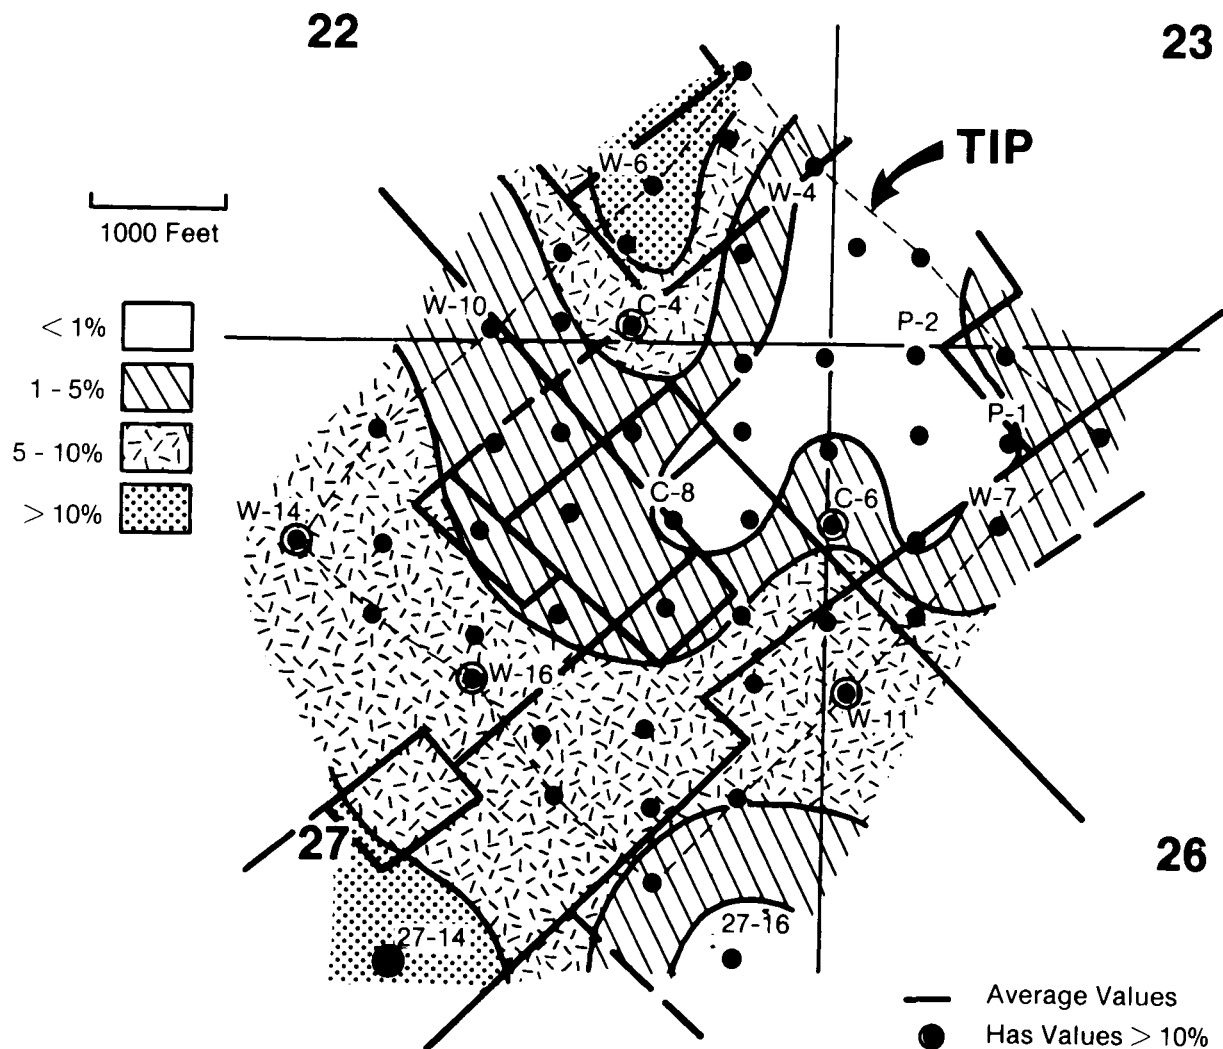 22
23
TIP
W-6
W-4
1000 Feet
W-10
C-4
P-2
< 1%
1 - 5%
5 - 10%
> 10%
P-1
W-14
C-8
C-6
W-7
W-16
W-11
27
26
27-14
27-16
Average Values
Has Values > 10%